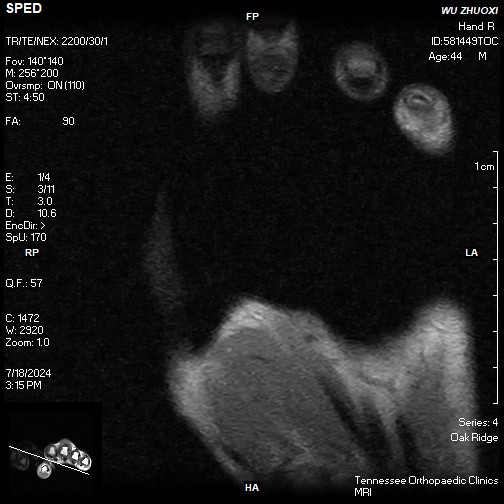 SPED
FP
WU ZHUOXI
Hand R
TR/TE/NEX: 2200/30/1
ID:581449TOC
Age:44 M
Fov: 140*140
M: 256*200
Ovrsmp: ON (110)
ST: 4:50
FA: 90
1cm
E: 1/4
S: 3/11
T: 3.0
D: 10.6
EncDir: >
SpU: 170
RP
LA
Q.F.: 57
C: 1472
W: 2920
Zoom: 1.0
7/18/2024
3:15 PM
Series: 4
Oak Ridge
HA
Tennessee Orthopaedic Clinics
MRI